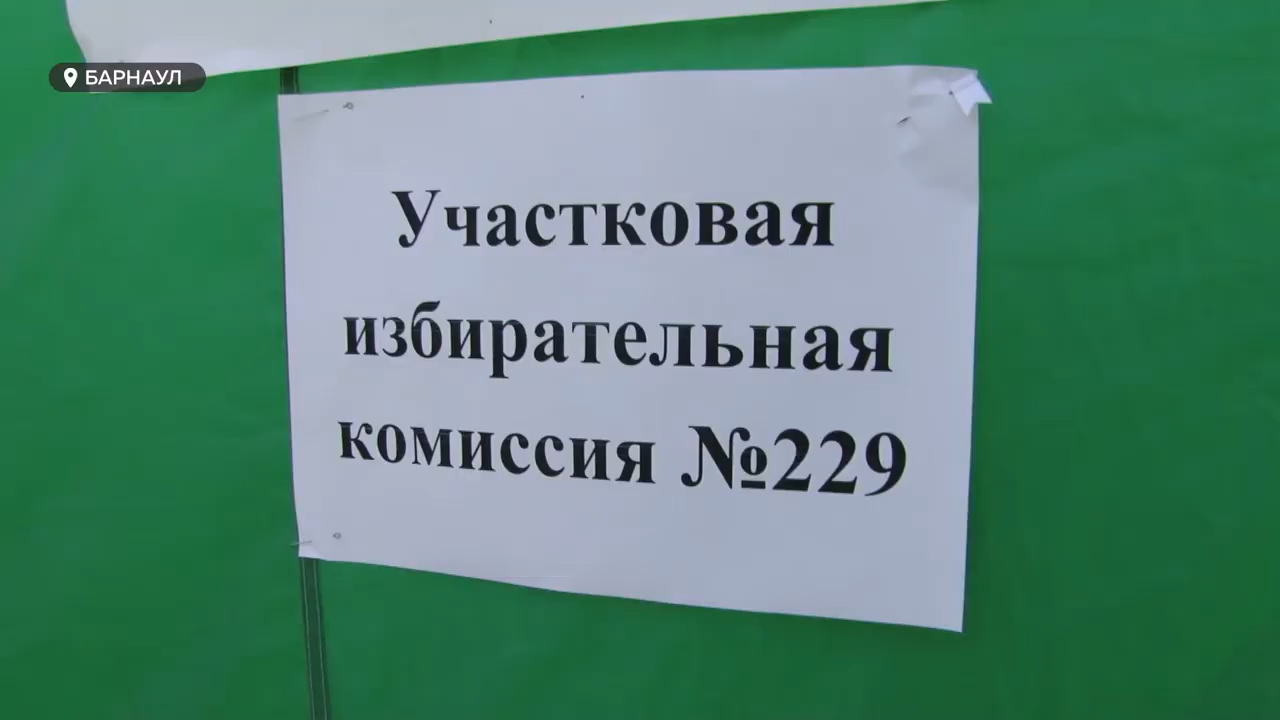 БАРНАУЛ
Участковая
избирательная
комиссия №229